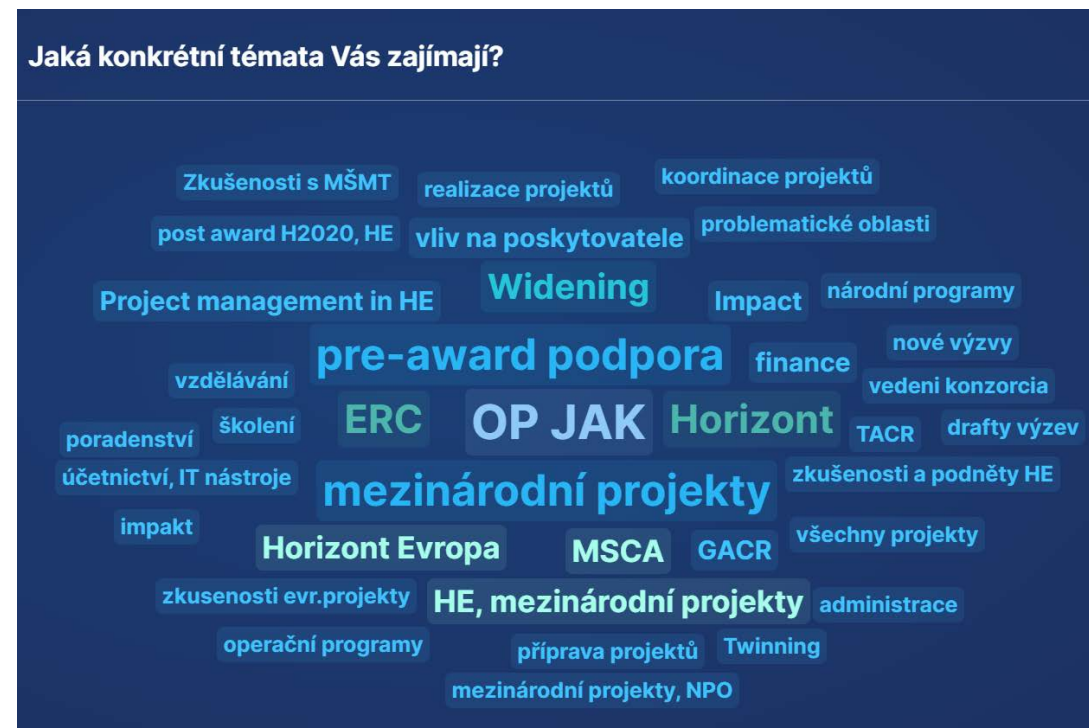 Jaká konkrétní témata Vás zajímají?
Zkušenosti s MŠMT
realizace projektů
koordinace projektů
post award H2020, HE
vliv na poskytovatele
problematické oblasti
Project management in HE
Widening
Impact
národní programy
pre-award podpora
finance
nové výzvy
vzdělávání
vedeni konzorcia
poradenství
školení
ERC
OP JAK
Horizont
TACR
drafty výzev
účetnictví, IT nástroje
mezinárodní projekty
zkušenosti a podněty HE
impakt
Horizont Evropa
MSCA
GACR
všechny projekty
zkusenosti evr.projekty
HE, mezinárodní projekty
administrace
operační programy
příprava projektů
Twinning
mezinárodní projekty, NPO